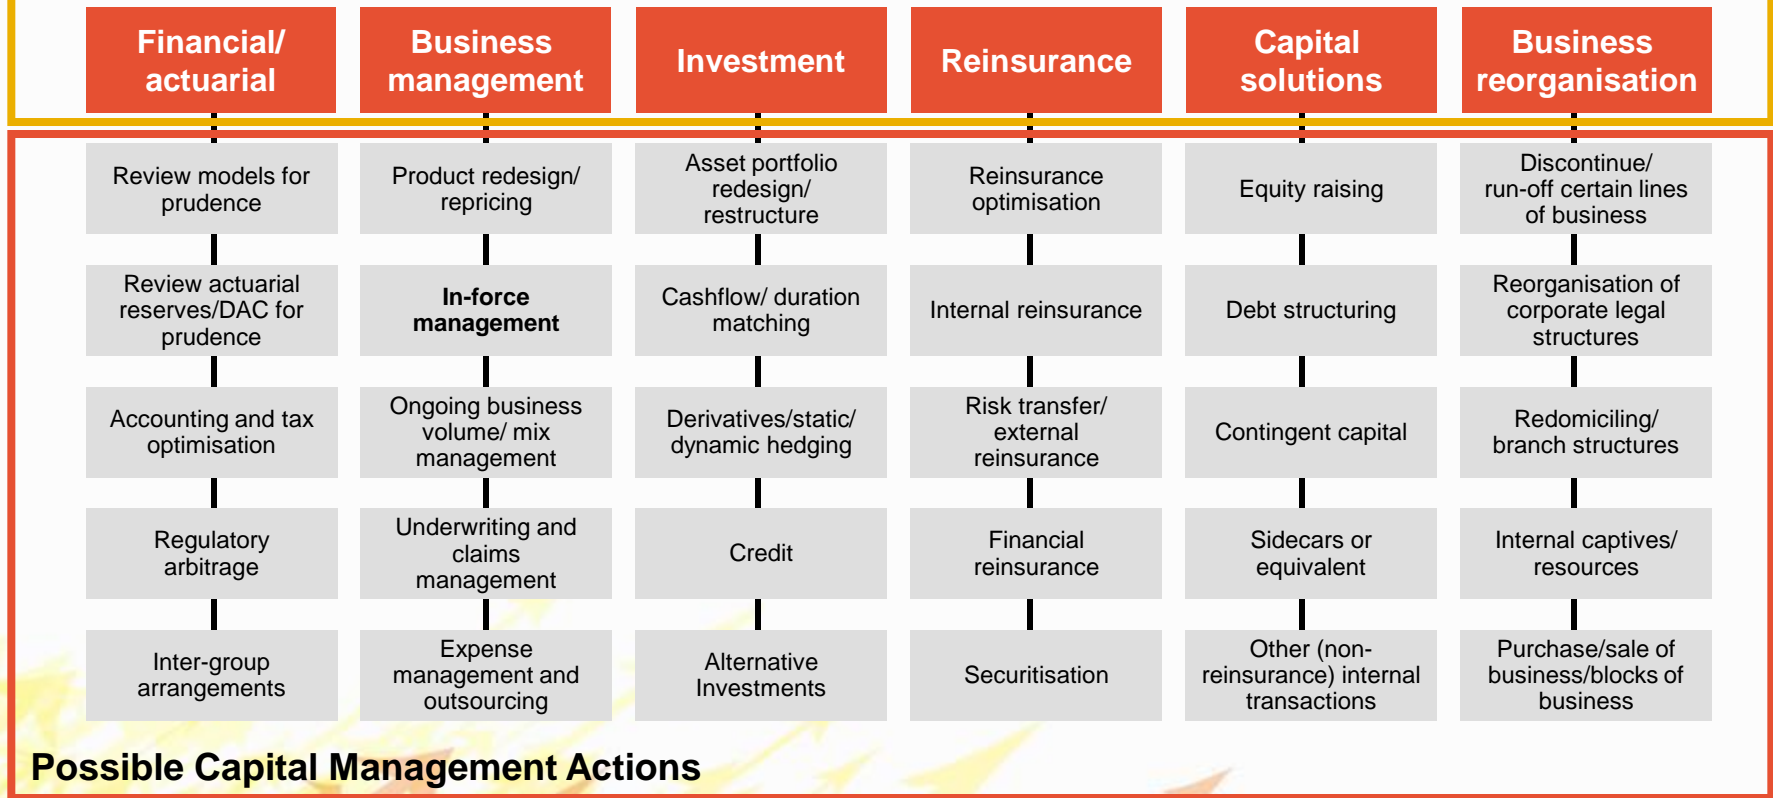 Financial/
actuarial
Business
management
Investment
Reinsurance
Capital
solutions
Business
reorganisation
Review models for
prudence
Product redesign/
repricing
Asset portfolio
redesign/
restructure
Reinsurance
optimisation
Equity raising
Discontinue/
run-off certain lines
of business
Review actuarial
reserves/DAC for
prudence
In-force
management
Cashflow/ duration
matching
Internal reinsurance
Debt structuring
Reorganisation of
corporate legal
structures
Accounting and tax
optimisation
Ongoing business
volume/ mix
management
Derivatives/static/
dynamic hedging
Risk transfer/
external
reinsurance
Contingent capital
Redomiciling/
branch structures
Regulatory
arbitrage
Underwriting and
claims
management
Credit
Financial
reinsurance
Sidecars or
equivalent
Internal captives/
resources
Inter-group
arrangements
Expense
management and
outsourcing
Alternative
Investments
Securitisation
Other (non-
reinsurance) internal
transactions
Purchase/sale of
business/blocks of
business
Possible Capital Management Actions